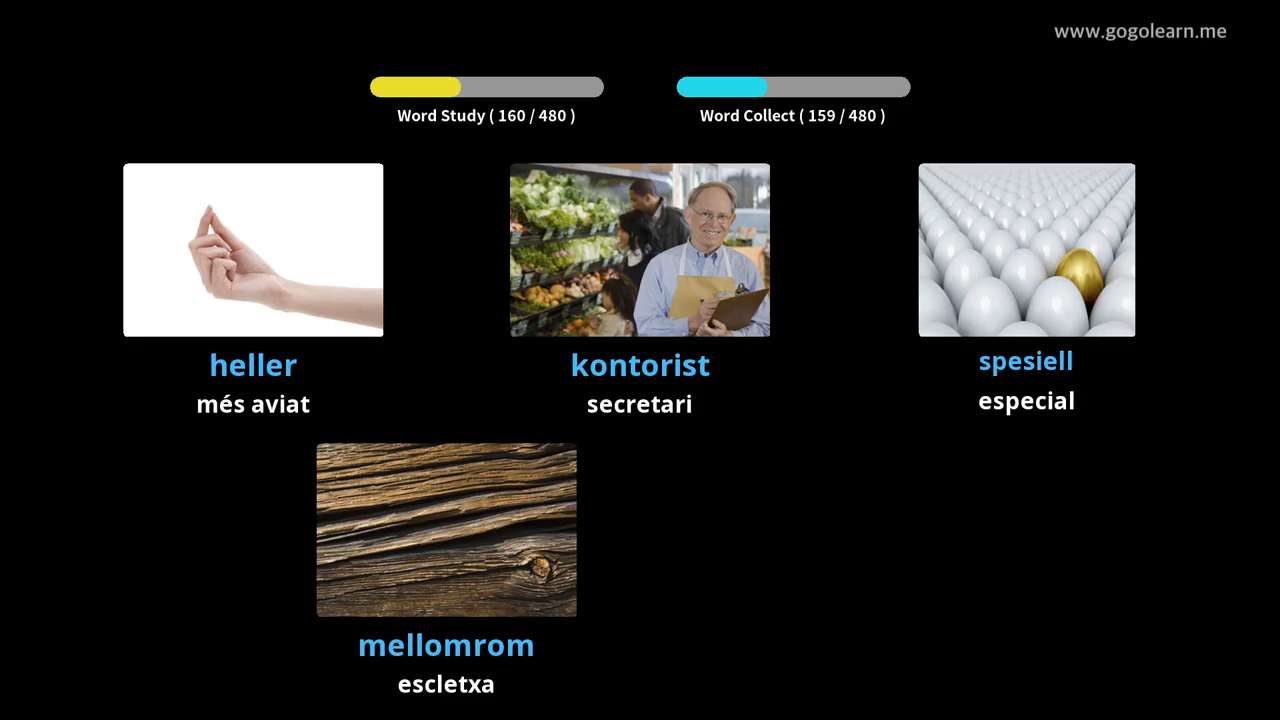 www.gogolearn.me
Word Study ( 160 / 480 )
Word Collect ( 159 / 480 )
heller
més aviat
kontorist
secretari
spesiell
especial
mellomrom
escletxa